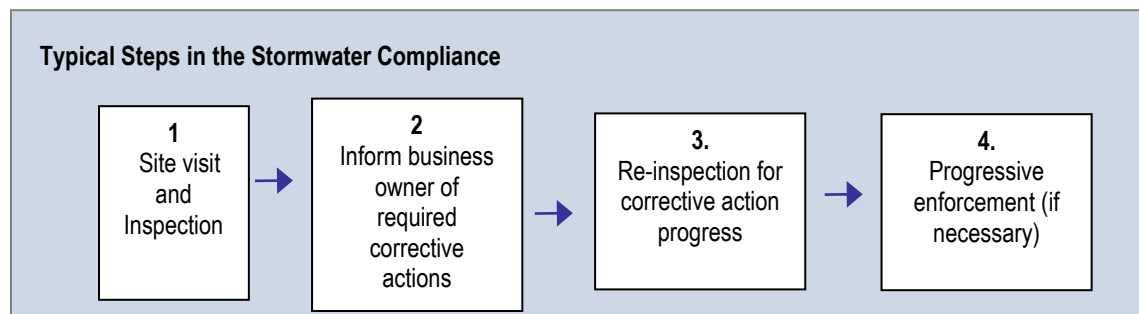 Typical Steps in the Stormwater Compliance
1
Site visit
and
Inspection
2
Inform business
owner of
required
corrective
actions
3.
Re-inspection for
corrective action
progress
4.
Progressive
enforcement (if
necessary)